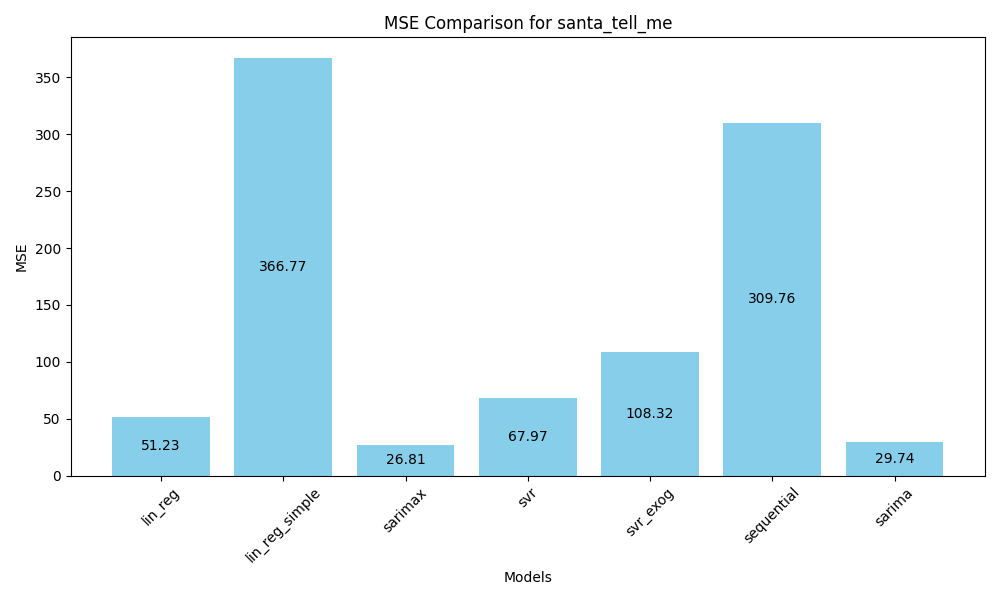 MSE Comparison for santa_tell_me
MSE
350
300
250
200
150
100
50
0
51.23
366.77
26.81
67.97
108.32
309.76
29.74
lin_reg
lin_reg_simple
sarimax
svr
svr_exog
sequential
sarima
Models